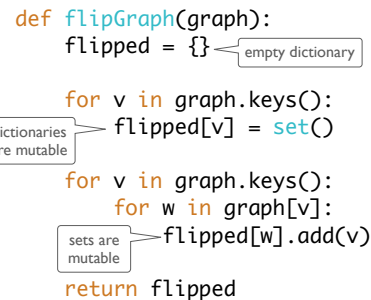 def flipGraph(graph):
flipped = {}
empty dictionary
for v in graph.keys():
flipped[v] = set()
ictionaries
re mutable
for v in graph.keys():
for w in graph[v]:
flipped[w].add(v)
sets are
mutable
return flipped